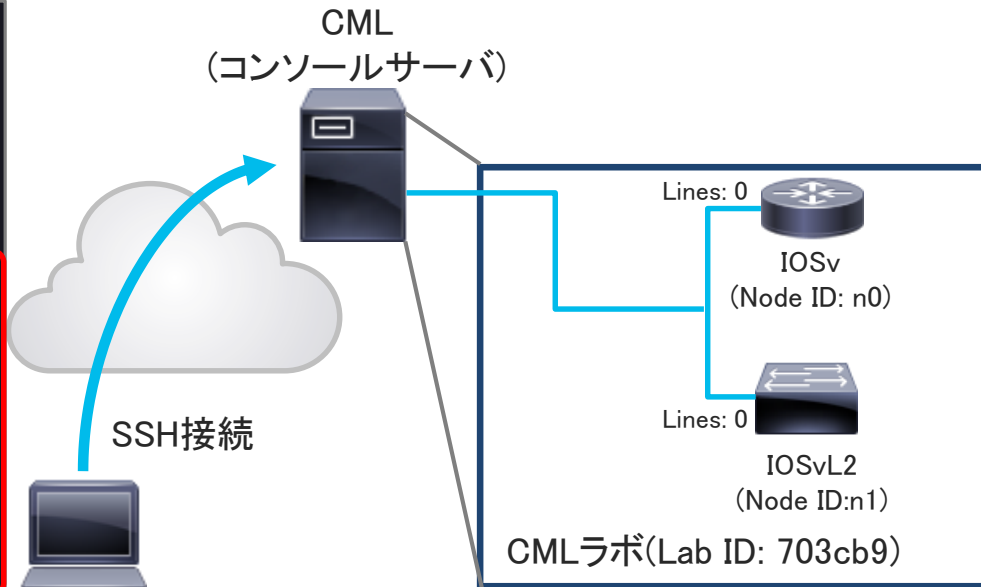 CML
(コンソールサーバ)
Lines: 0
IOSv
(Node ID: n0)
SSH接続
Lines: 0
IOSvL2
(Node ID:n1)
CMLラボ(Lab ID: 703cb9)